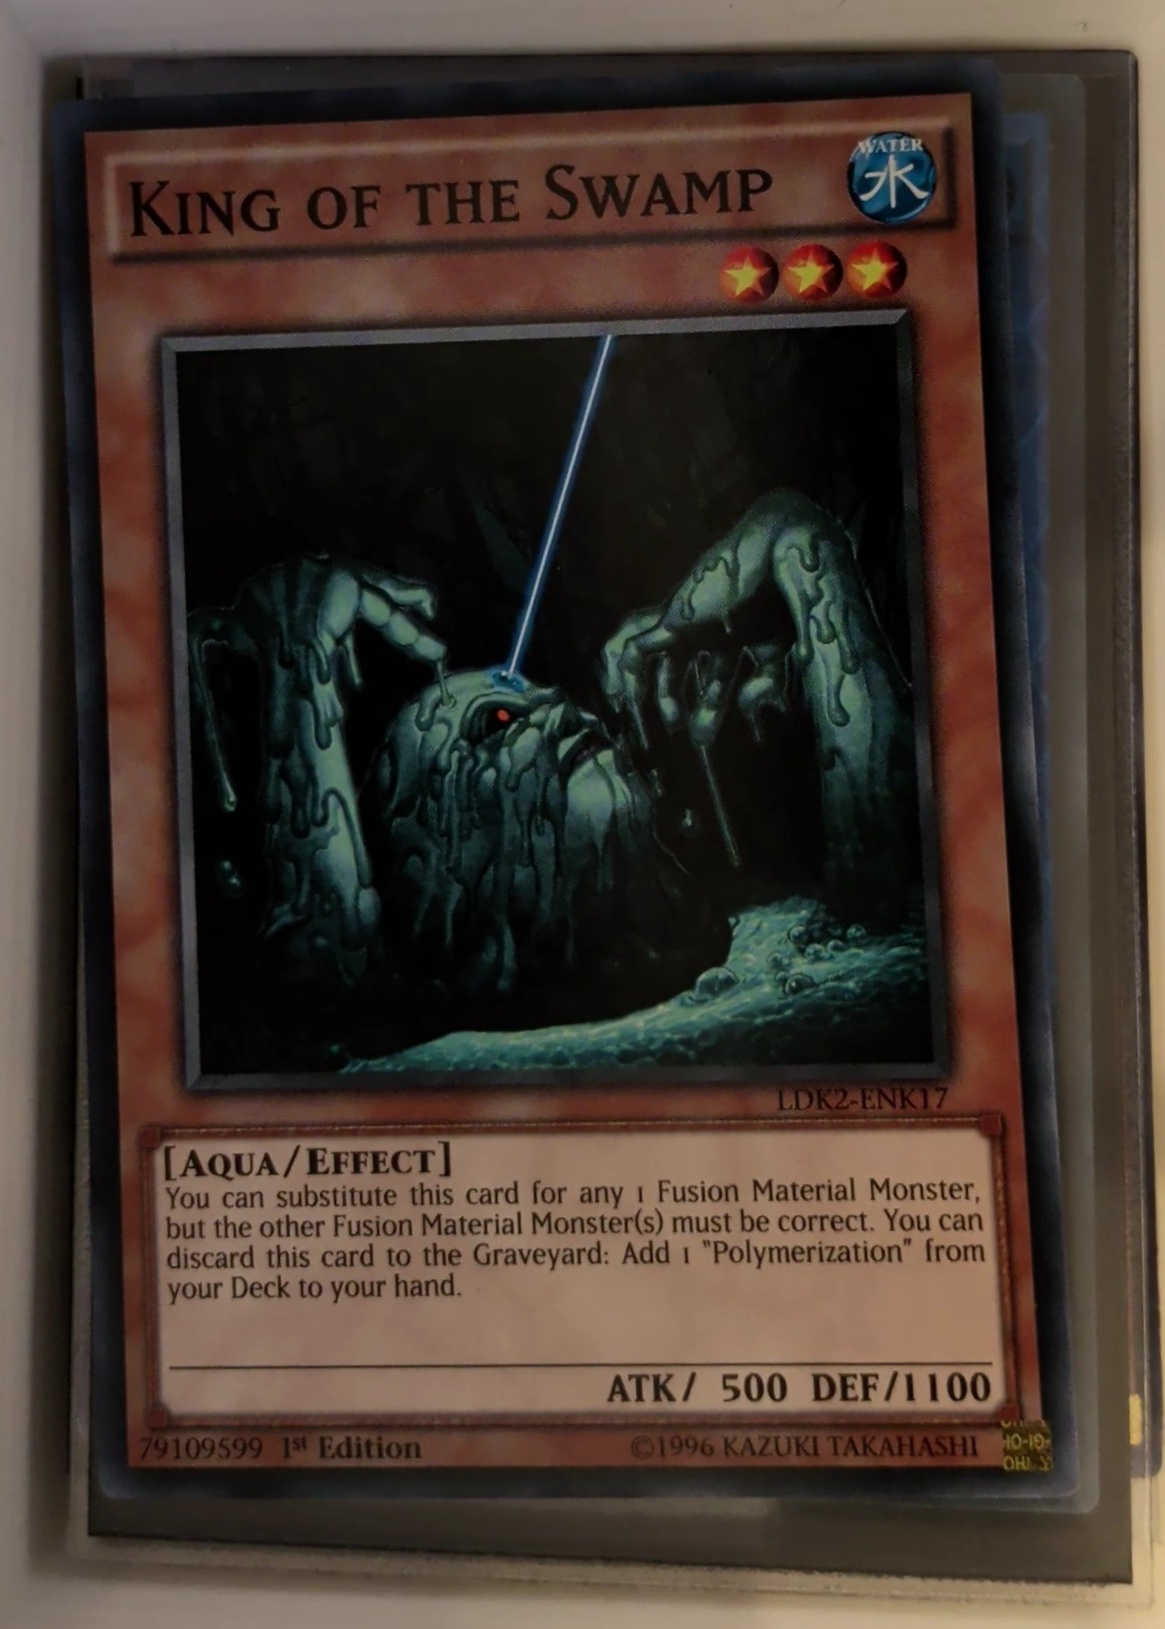 KING OF THE SWAMP
WATER
水
LDK2-ENK17
[AQUA/EFFECT]
You can substitute this card for any 1 Fusion Material Monster,
but the other Fusion Material Monster(s) must be correct. You can
discard this card to the Graveyard: Add 1 "Polymerization" from
your Deck to your hand.
ATK/ 500 DEF/1100
79109599 1st Edition ©1996 KAZUKI TAKAHASHI